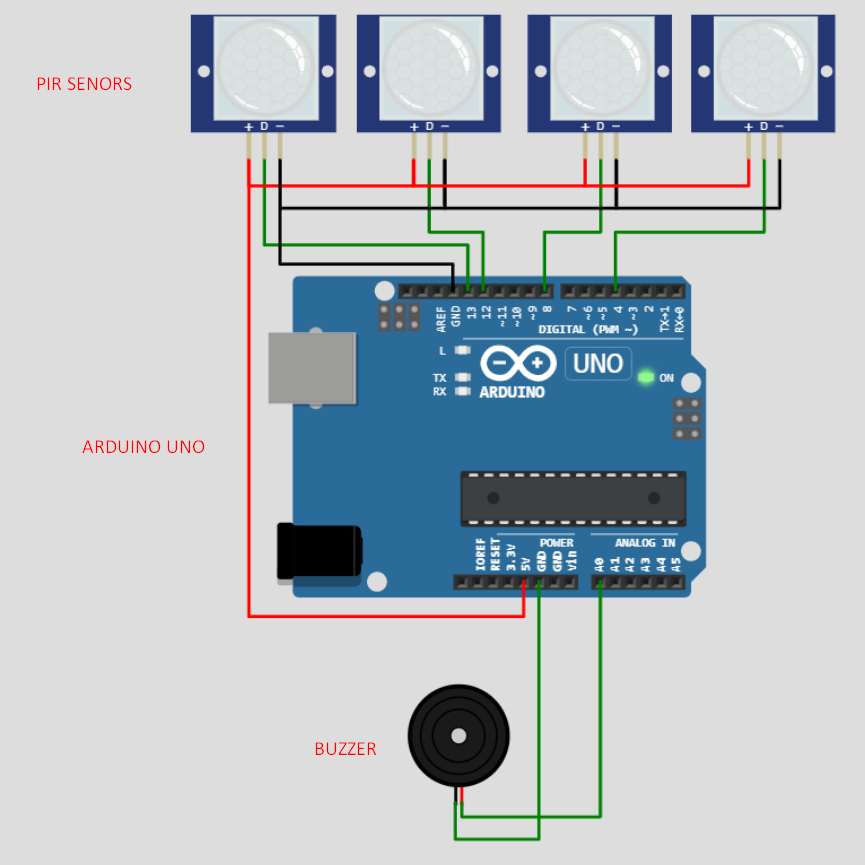 PIR SENORS
+ D −
+ D −
+ D −
+ D −
AREF
GND
13
12
~11
~10
~9
8
7
~6
~5
4
~3
2
TX→1
RX←0
DIGITAL (PWM ~)
L
TX
RX
UNO
ON
ARDUINO
ARDUINO UNO
POWER
ANALOG IN
IOREF
RESET
3.3V
5V
GND
GND
Vin
A0
A1
A2
A3
A4
A5
BUZZER